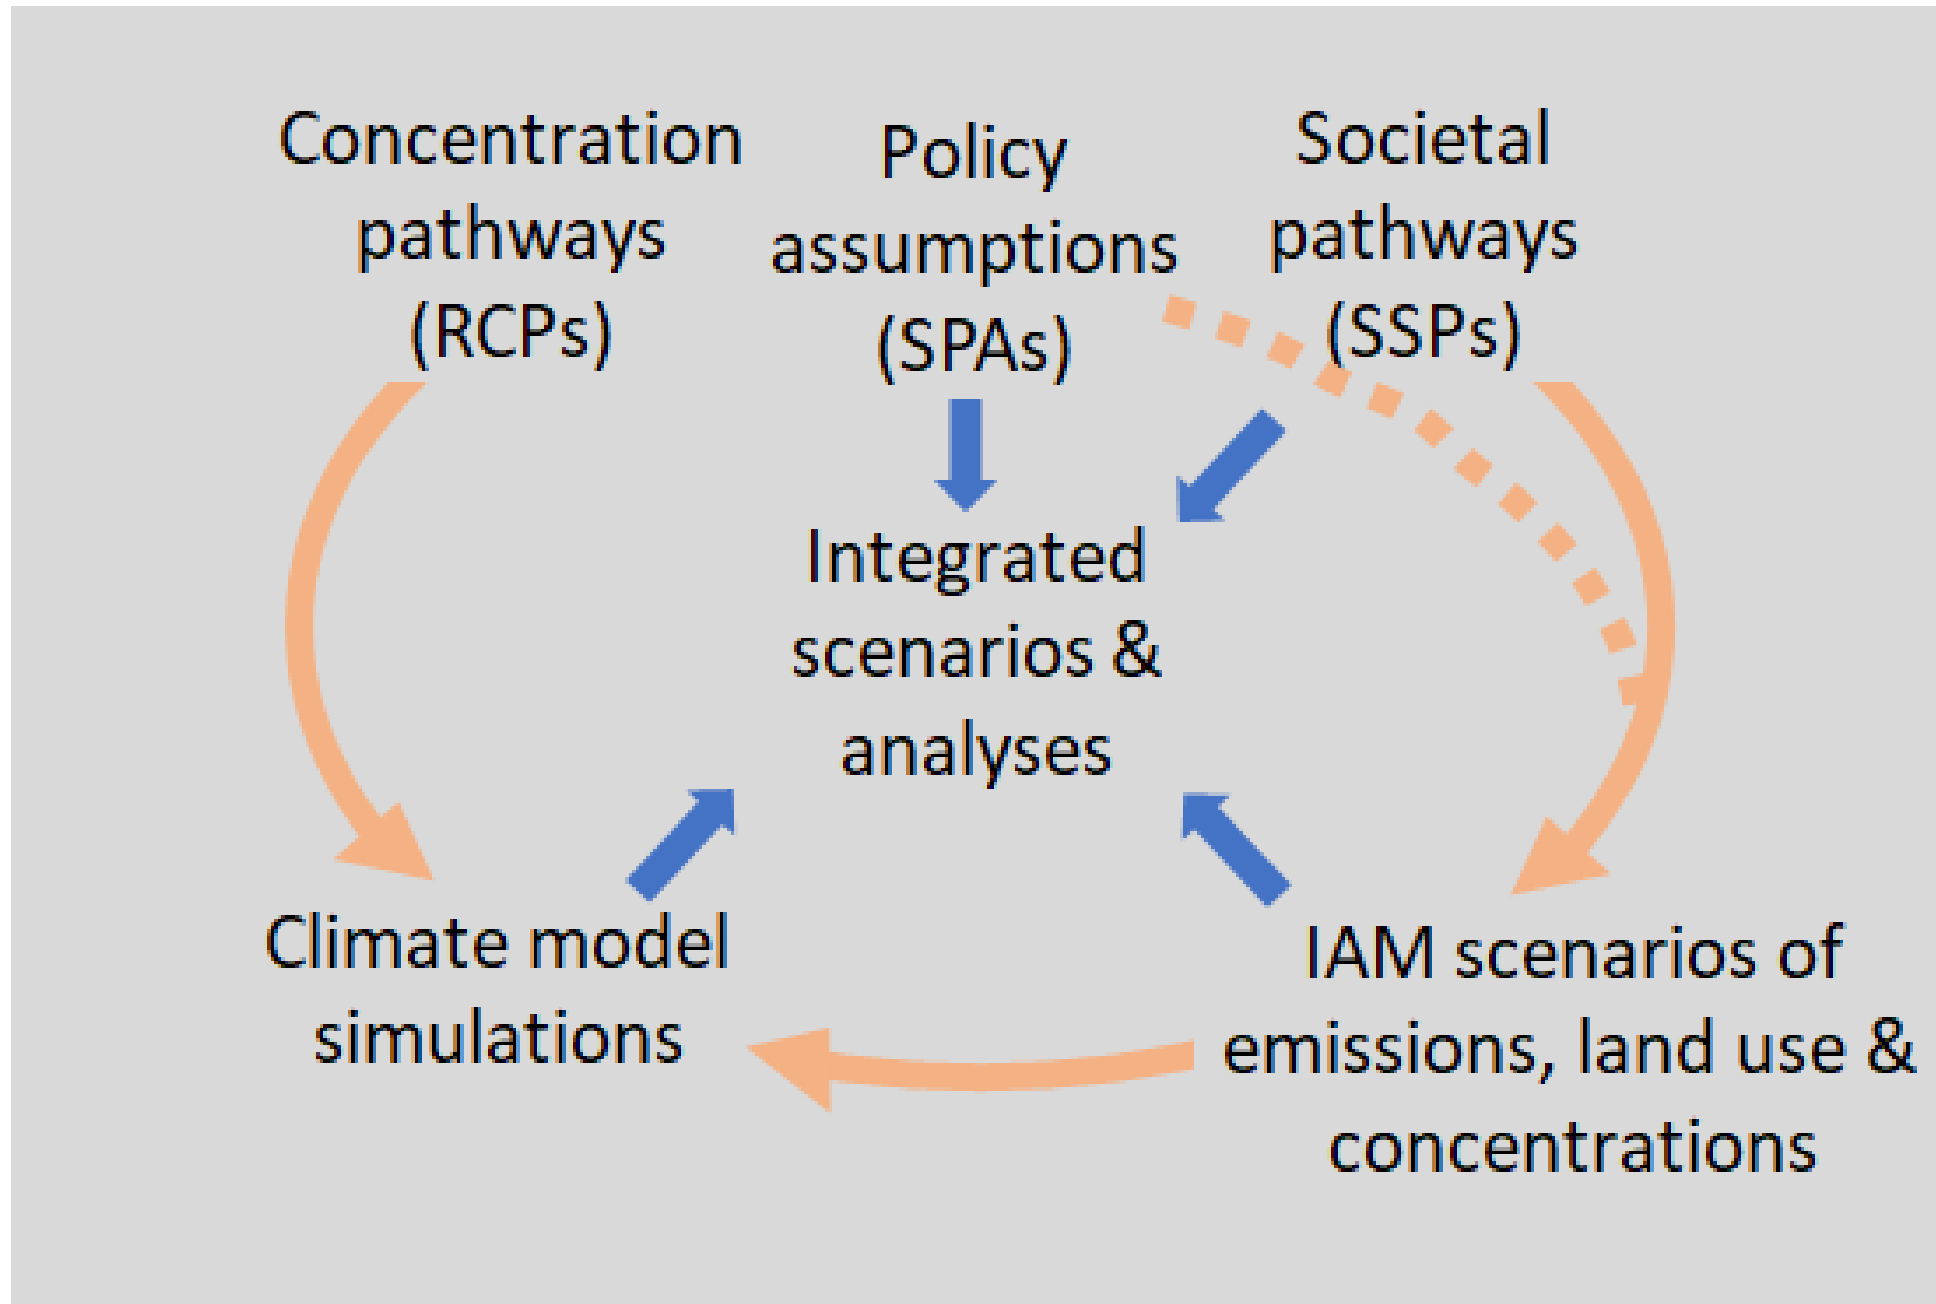 Concentration
pathways
(RCPs)
Policy
assumptions
(SPAs)
Societal
pathways
(SSPs)
Integrated
scenarios &
analyses
Climate model
simulations
IAM scenarios of
emissions, land use &
concentrations